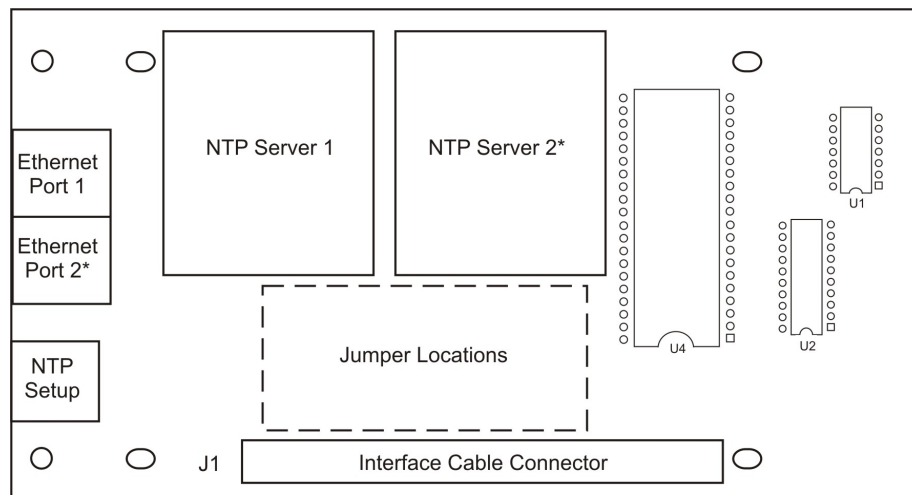 NTP Server 1
NTP Server 2*
Ethernet
Port 1
Ethernet
Port 2*
U1
U2
U4
Jumper Locations
NTP
Setup
J1
Interface Cable Connector